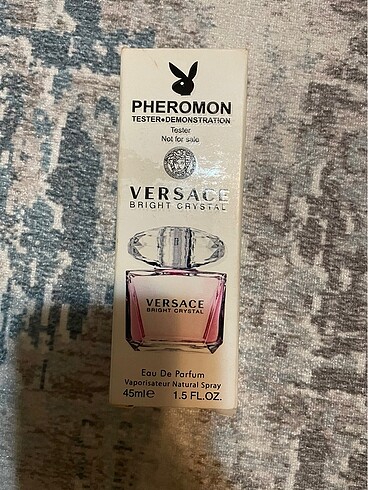 PHEROMON
TESTER+DEMONSTRATION
Tester
Not for sale
VERSACE
BRIGHT CRYSTAL
VERSACE
BRIGHT CRYSTAL
Eau De Parfum
Vaporisateur Natural Spray
45ml℮ 1.5 FL.OZ.